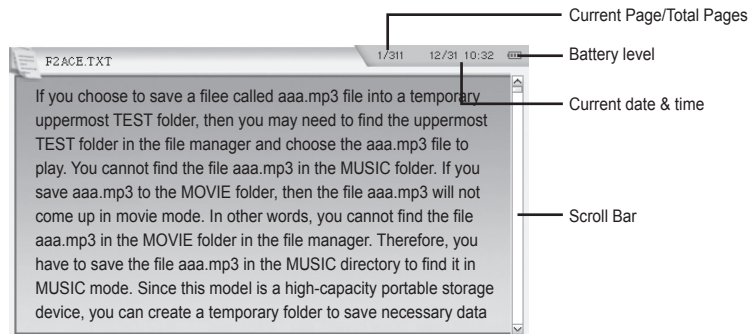 Current Page/Total Pages
F2ACE.TXT
1/311 12/31 10:32
Battery level
Current date & time
If you choose to save a filee called aaa.mp3 file into a temporary
uppermost TEST folder, then you may need to find the uppermost
TEST folder in the file manager and choose the aaa.mp3 file to
play. You cannot find the file aaa.mp3 in the MUSIC folder. If you
save aaa.mp3 to the MOVIE folder, then the file aaa.mp3 will not
come up in movie mode. In other words, you cannot find the file
aaa.mp3 in the MOVIE folder in the file manager. Therefore, you
have to save the file aaa.mp3 in the MUSIC directory to find it in
MUSIC mode. Since this model is a high-capacity portable storage
device, you can create a temporary folder to save necessary data
Scroll Bar